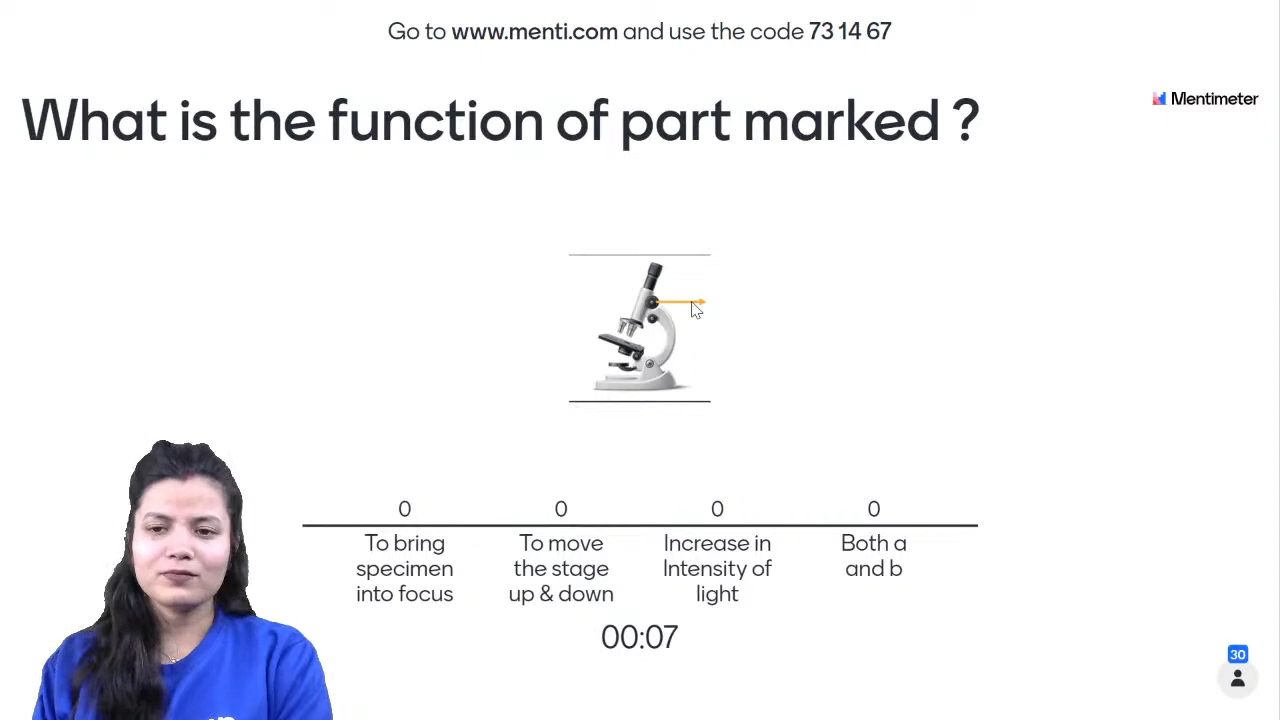 Go to www.menti.com and use the code 73 14 67
Mentimeter
What is the function of part marked ?
0
0
0
0
To bring
specimen
into focus
To move
the stage
up & down
Increase in
Intensity of
light
Both a
and b
00:07
30